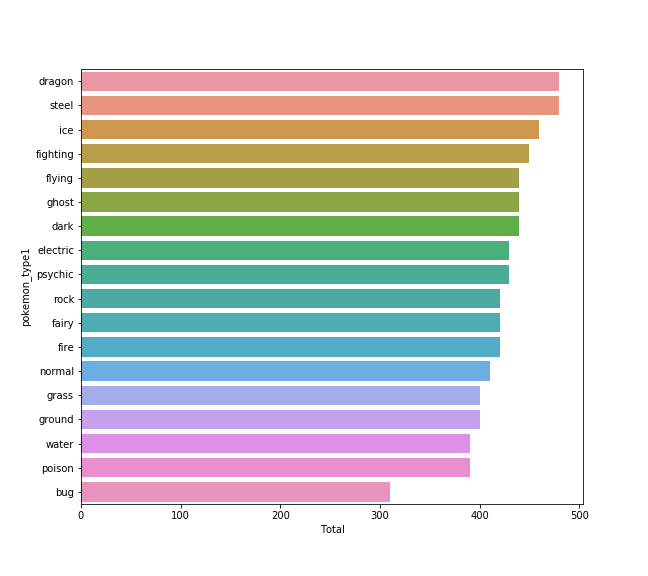 dragon
steel
ice
fighting
flying
ghost
dark
electric
psychic
rock
fairy
fire
normal
grass
ground
water
poison
bug
pokemon_type1
0 100 200 300 400 500
Total